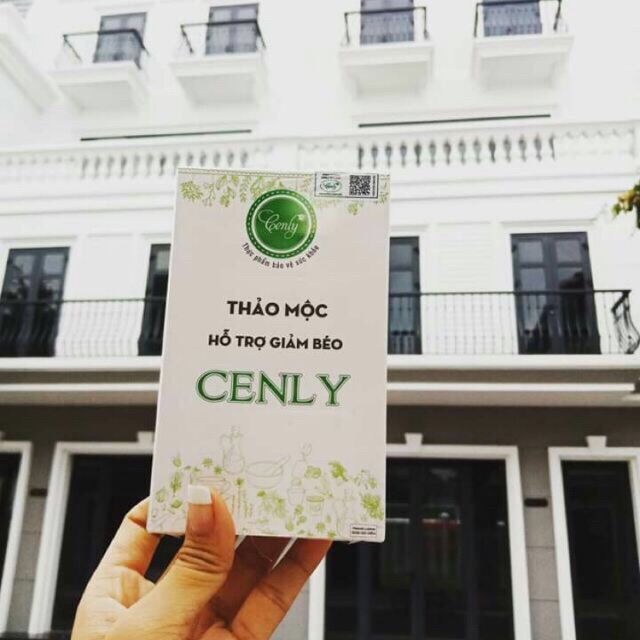 Cenly
Thực phẩm bảo vệ sức khỏe
THẢO MỘC
HỖ TRỢ GIẢM BÉO
CENLY